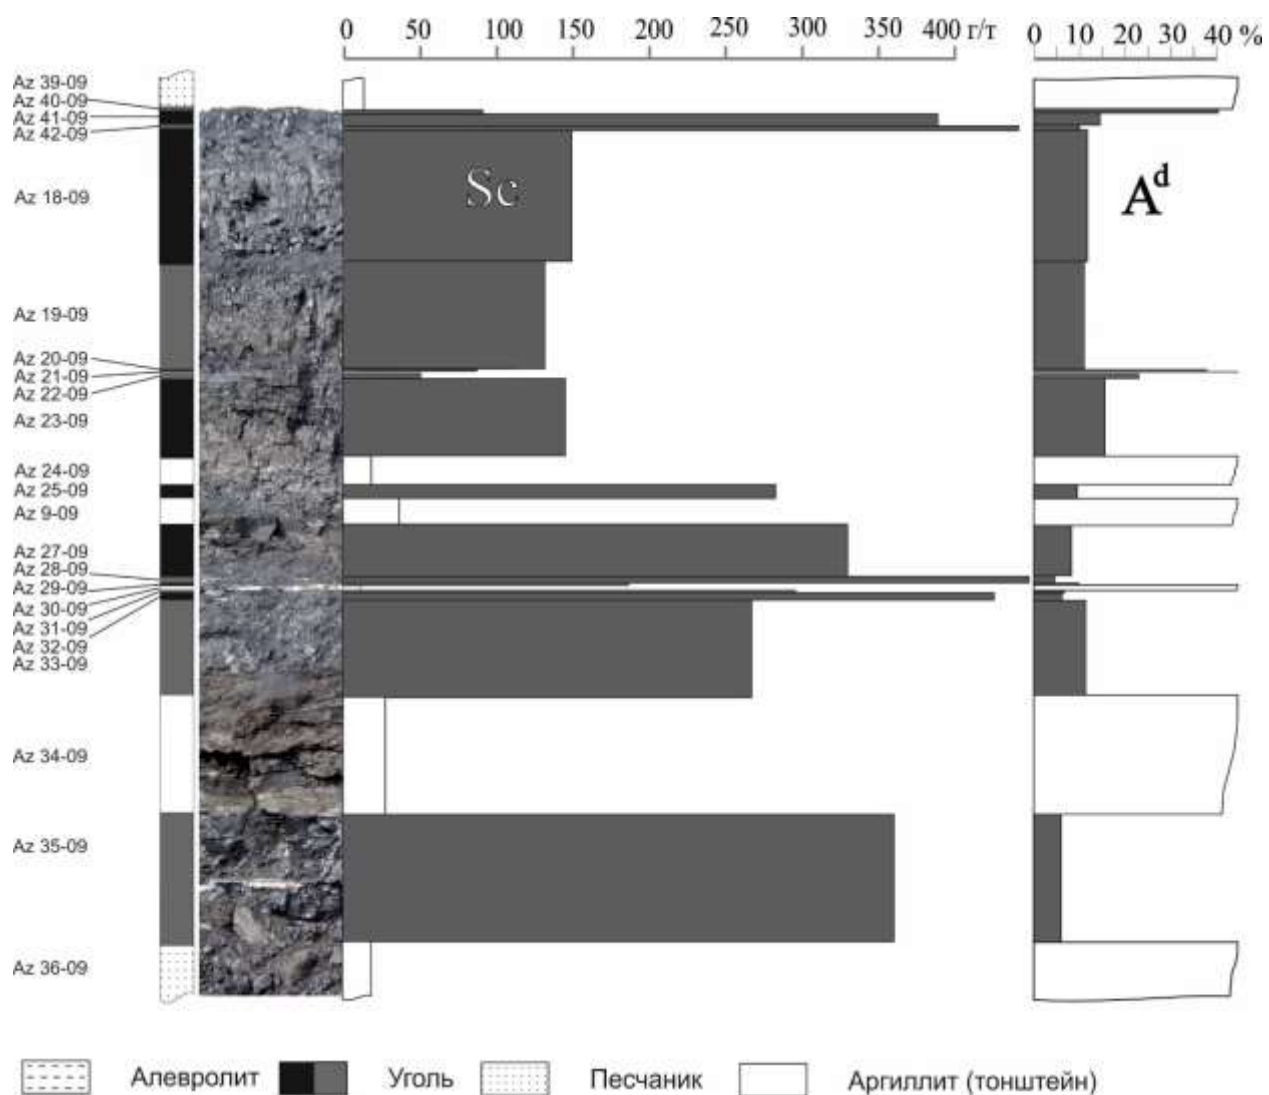 0 50 100 150 200 250 300 350 400 г/т
0 10 20 30 40 %
Az 39-09
Az 40-09
Az 41-09
Az 42-09
Az 18-09
Sc
A^d
Az 19-09
Az 20-09
Az 21-09
Az 22-09
Az 23-09
Az 24-09
Az 25-09
Az 9-09
Az 27-09
Az 28-09
Az 29-09
Az 30-09
Az 31-09
Az 32-09
Az 33-09
Az 34-09
Az 35-09
Az 36-09
Алевролит Уголь Песчаник Аргиллит (тонштейн)